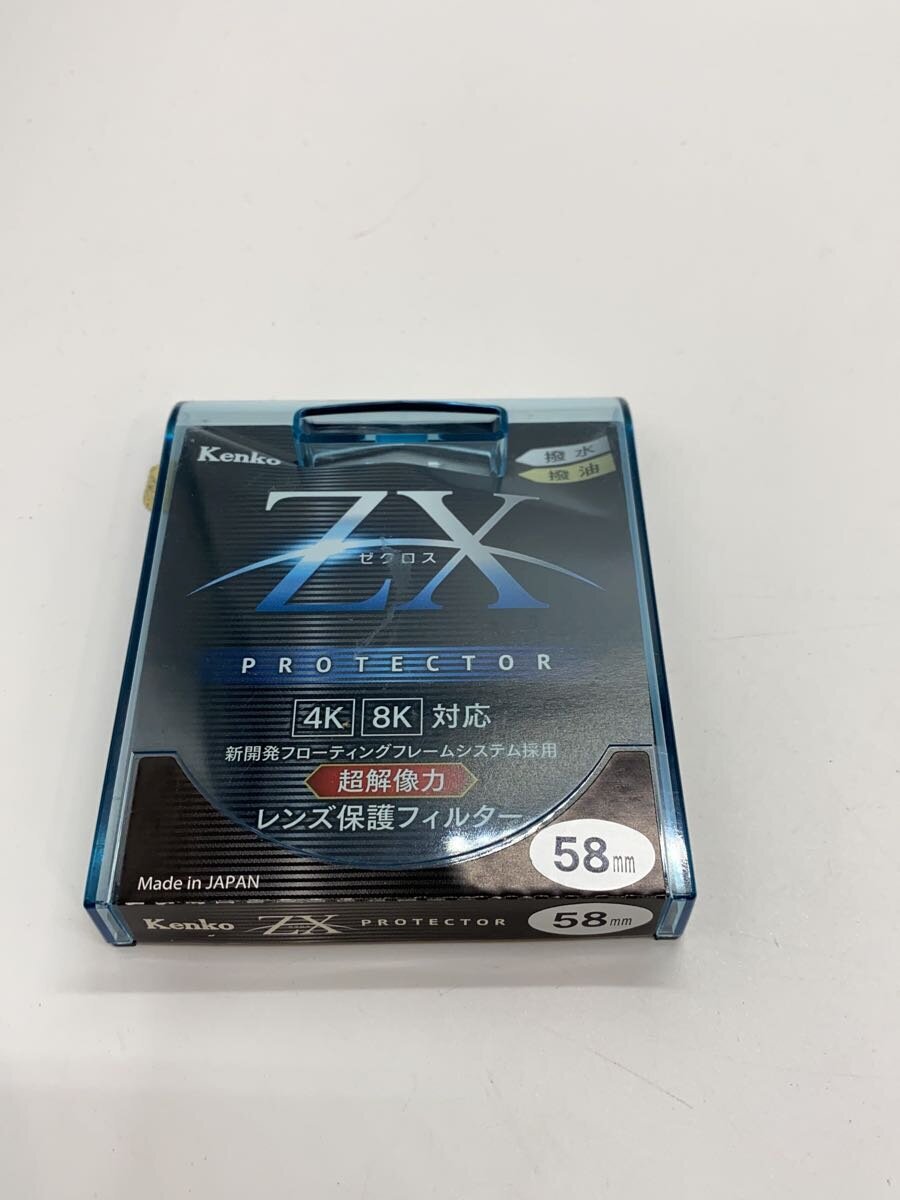 Kenko
撥水
撥油
ZX
ゼクロス
PROTECTOR
4K 8K 対応
新開発フローティングフレームシステム採用
超解像力
レンズ保護フィルター
58mm
Made in JAPAN
Kenko ZX PROTECTOR 58mm